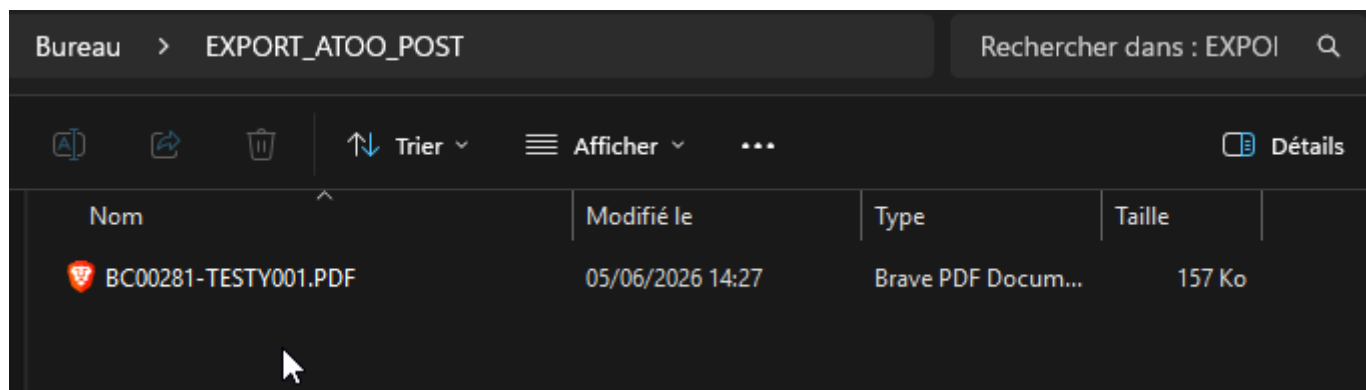 Bureau > EXPORT_ATOO_POST Rechercher dans : EXPOI
Trier Afficher ... Détails
Nom Modifié le Type Taille
BC00281-TESTY001.PDF 05/06/2026 14:27 Brave PDF Docum... 157 Ko